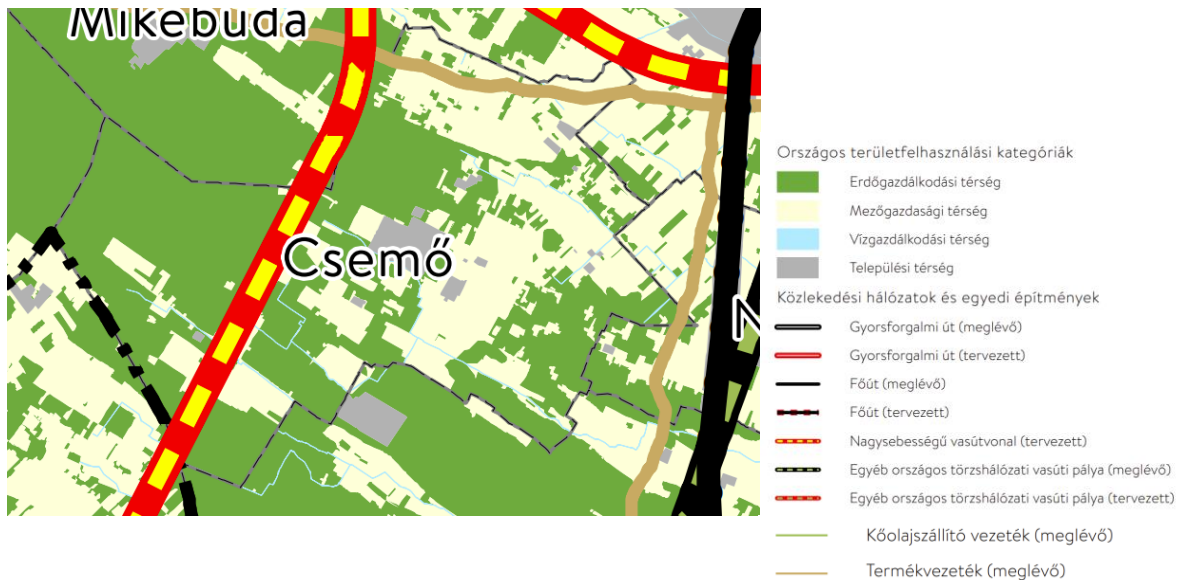 Mikebuda
Csemő
N
Országos területfelhasználási kategóriák
Erdőgazdálkodási térség
Mezőgazdasági térség
Vízgazdálkodási térség
Települési térség
Közlekedési hálózatok és egyedi építmények
Gyorsforgalmi út (meglévő)
Gyorsforgalmi út (tervezett)
Főút (meglévő)
Főút (tervezett)
Nagysebességű vasútvonal (tervezett)
Egyéb országos törzshálózati vasúti pálya (meglévő)
Egyéb országos törzshálózati vasúti pálya (tervezett)
Kőolajszállító vezeték (meglévő)
Termékvezeték (meglévő)